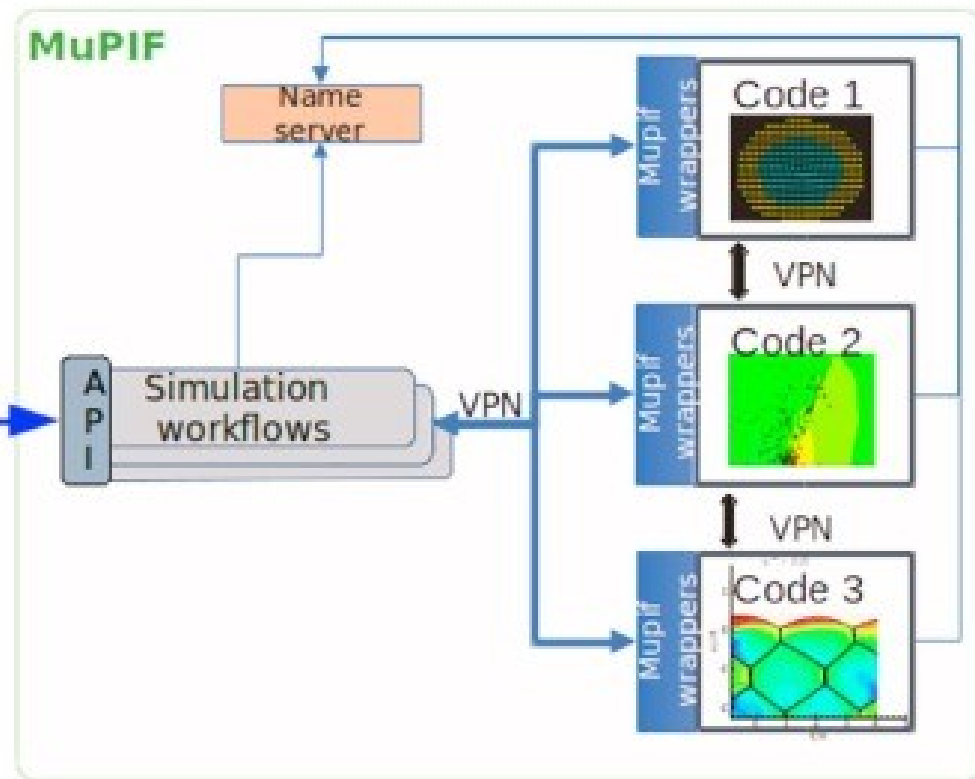 MuPIF
Name
server
Mupif
wrappers
Code 1
VPN
Mupif
wrappers
Code 2
API
Simulation
workflows
VPN
VPN
Mupif
wrappers
Code 3